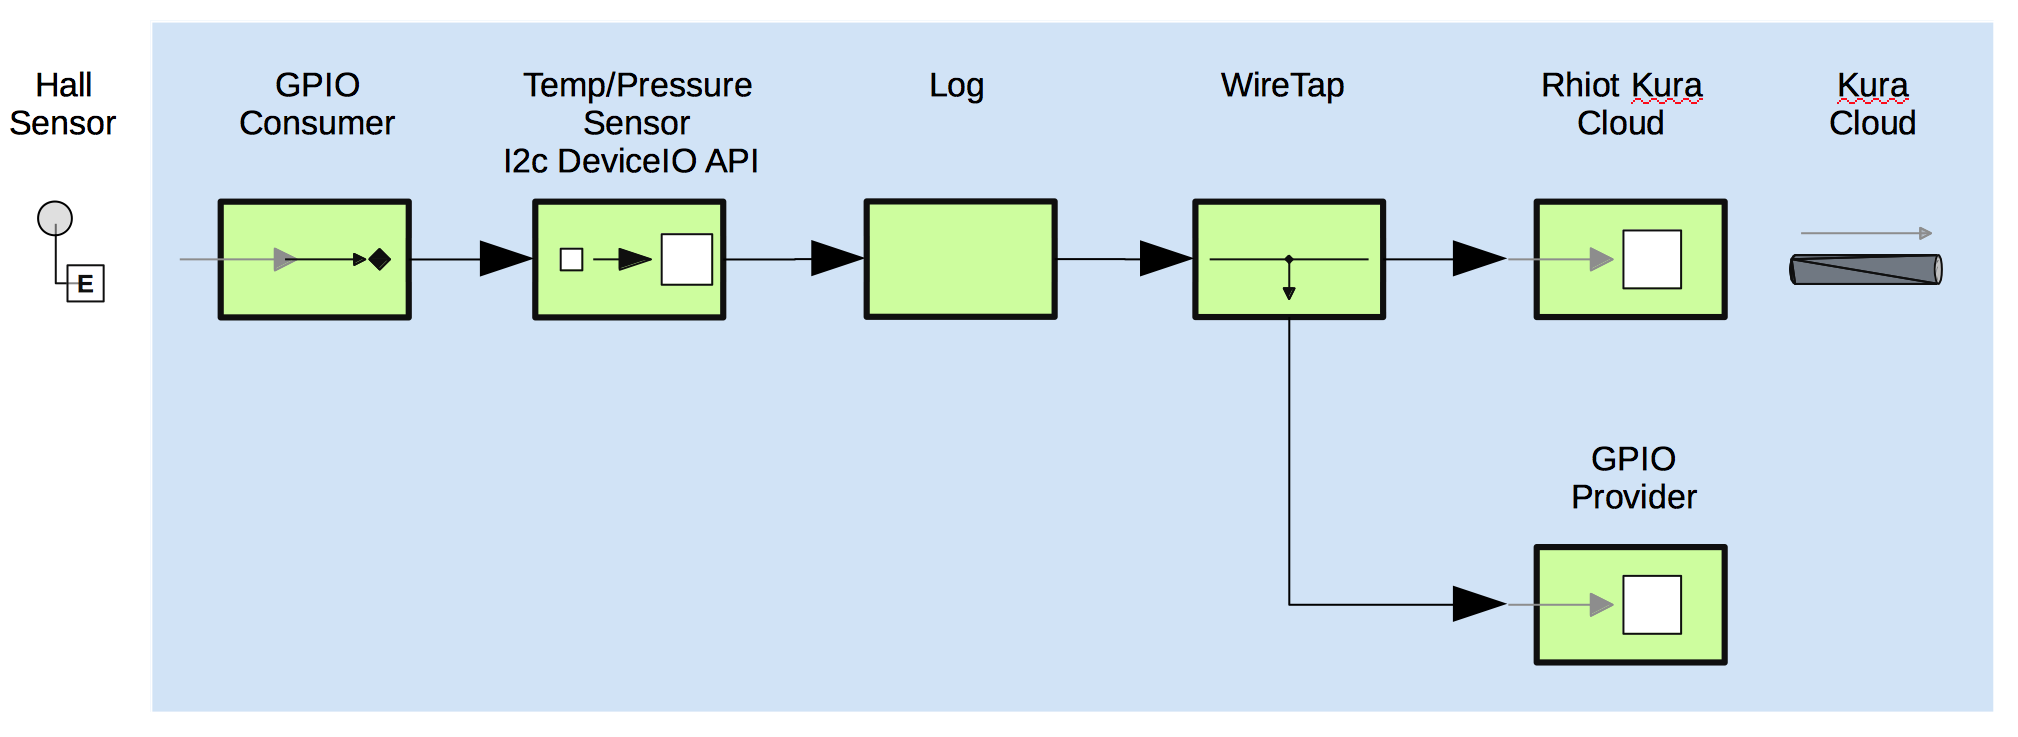 Hall
Sensor
GPIO
Consumer
Temp/Pressure
Sensor
I2c DeviceIO API
Log
WireTap
Rhiot Kura
Cloud
Kura
Cloud
E
GPIO
Provider